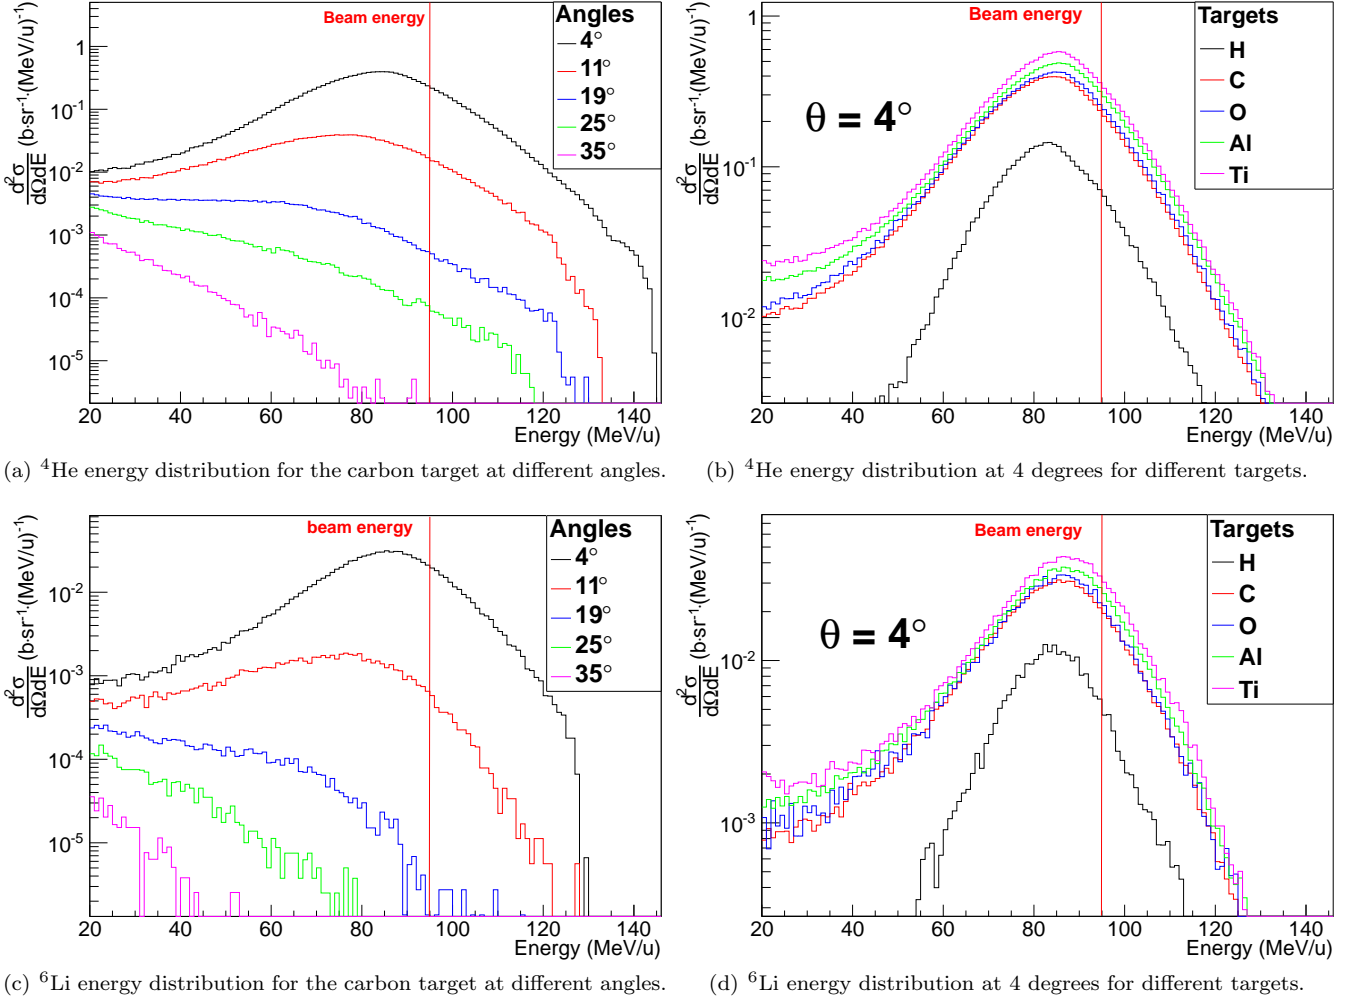 Beam energy
Angles
4°
11°
19°
25°
35°
d²σ/dΩdE (b·sr⁻¹·(MeV/u)⁻¹)
1
10⁻¹
10⁻²
10⁻³
10⁻⁴
10⁻⁵
20 40 60 80 100 120 140
Energy (MeV/u)
(a) ⁴He energy distribution for the carbon target at different angles.
Beam energy
Targets
H
C
O
Al
Ti
θ = 4°
d²σ/dΩdE (b·sr⁻¹·(MeV/u)⁻¹)
1
10⁻¹
10⁻²
20 40 60 80 100 120 140
Energy (MeV/u)
(b) ⁴He energy distribution at 4 degrees for different targets.
beam energy
Angles
4°
11°
19°
25°
35°
d²σ/dΩdE (b·sr⁻¹·(MeV/u)⁻¹)
10⁻²
10⁻³
10⁻⁴
10⁻⁵
20 40 60 80 100 120 140
Energy (MeV/u)
(c) ⁶Li energy distribution for the carbon target at different angles.
Beam energy
Targets
H
C
O
Al
Ti
θ = 4°
d²σ/dΩdE (b·sr⁻¹·(MeV/u)⁻¹)
10⁻²
10⁻³
20 40 60 80 100 120 140
Energy (MeV/u)
(d) ⁶Li energy distribution at 4 degrees for different targets.